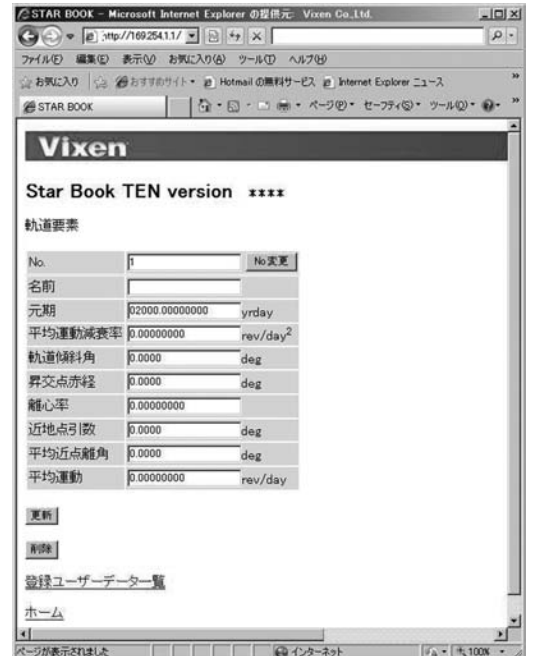 STAR BOOK - Microsoft Internet Explorer の提供元: Vixen Co.,Ltd.
http://169.254.1.1/
ファイル(F) 編集(E) 表示(V) お気に入り(A) ツール(T) ヘルプ(H)
お気に入り おすすめサイト Hotmail の無料サービス Internet Explorer ニュース
STAR BOOK ページ(P) セーフティ(S) ツール(O)
Vixen
Star Book TEN version ****
軌道要素
No. 1 No変更
名前
元期 02000.00000000 yrday
平均運動減衰率 0.00000000 rev/day²
軌道傾斜角 0.0000 deg
昇交点赤経 0.0000 deg
離心率 0.00000000
近地点引数 0.0000 deg
平均近点離角 0.0000 deg
平均運動 0.00000000 rev/day
更新
削除
登録ユーザーデーター覧
ホーム
ページが表示されました インターネット 100%